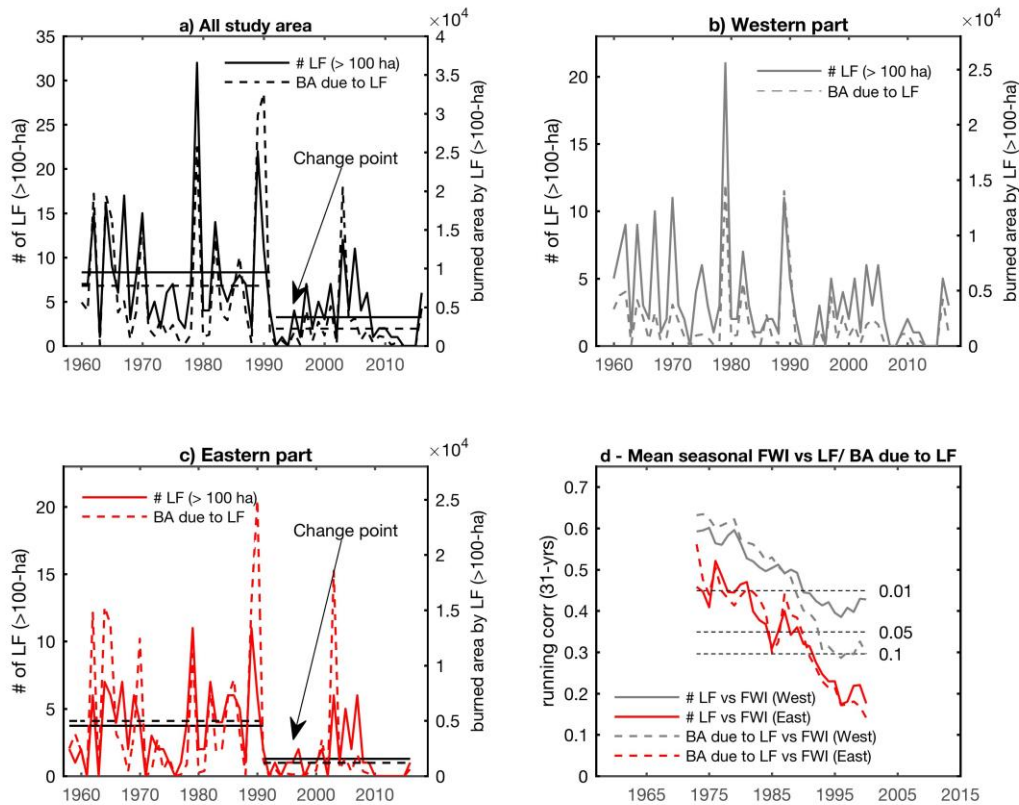 a) All study area
×10⁴
# of LF (>100-ha)
35
30
25
20
15
10
5
0
# LF (> 100 ha)
BA due to LF
Change point
4
3.5
3
2.5
2
1.5
1
0.5
0
burned area by LF (>100-ha)
1960 1970 1980 1990 2000 2010
b) Western part
×10⁴
# of LF (>100-ha)
20
15
10
5
0
# LF (> 100 ha)
BA due to LF
2.5
2
1.5
1
0.5
0
burned area by LF (>100-ha)
1960 1970 1980 1990 2000 2010
c) Eastern part
×10⁴
# of LF (>100-ha)
20
15
10
5
0
# LF (> 100 ha)
BA due to LF
Change point
2.5
2
1.5
1
0.5
0
burned area by LF (>100-ha)
1960 1970 1980 1990 2000 2010
d - Mean seasonal FWI vs LF/ BA due to LF
running corr (31-yrs)
0.7
0.6
0.5
0.4
0.3
0.2
0.1
0
0.01
0.05
0.1
# LF vs FWI (West)
# LF vs FWI (East)
BA due to LF vs FWI (West)
BA due to LF vs FWI (East)
1965 1975 1985 1995 2005 2015